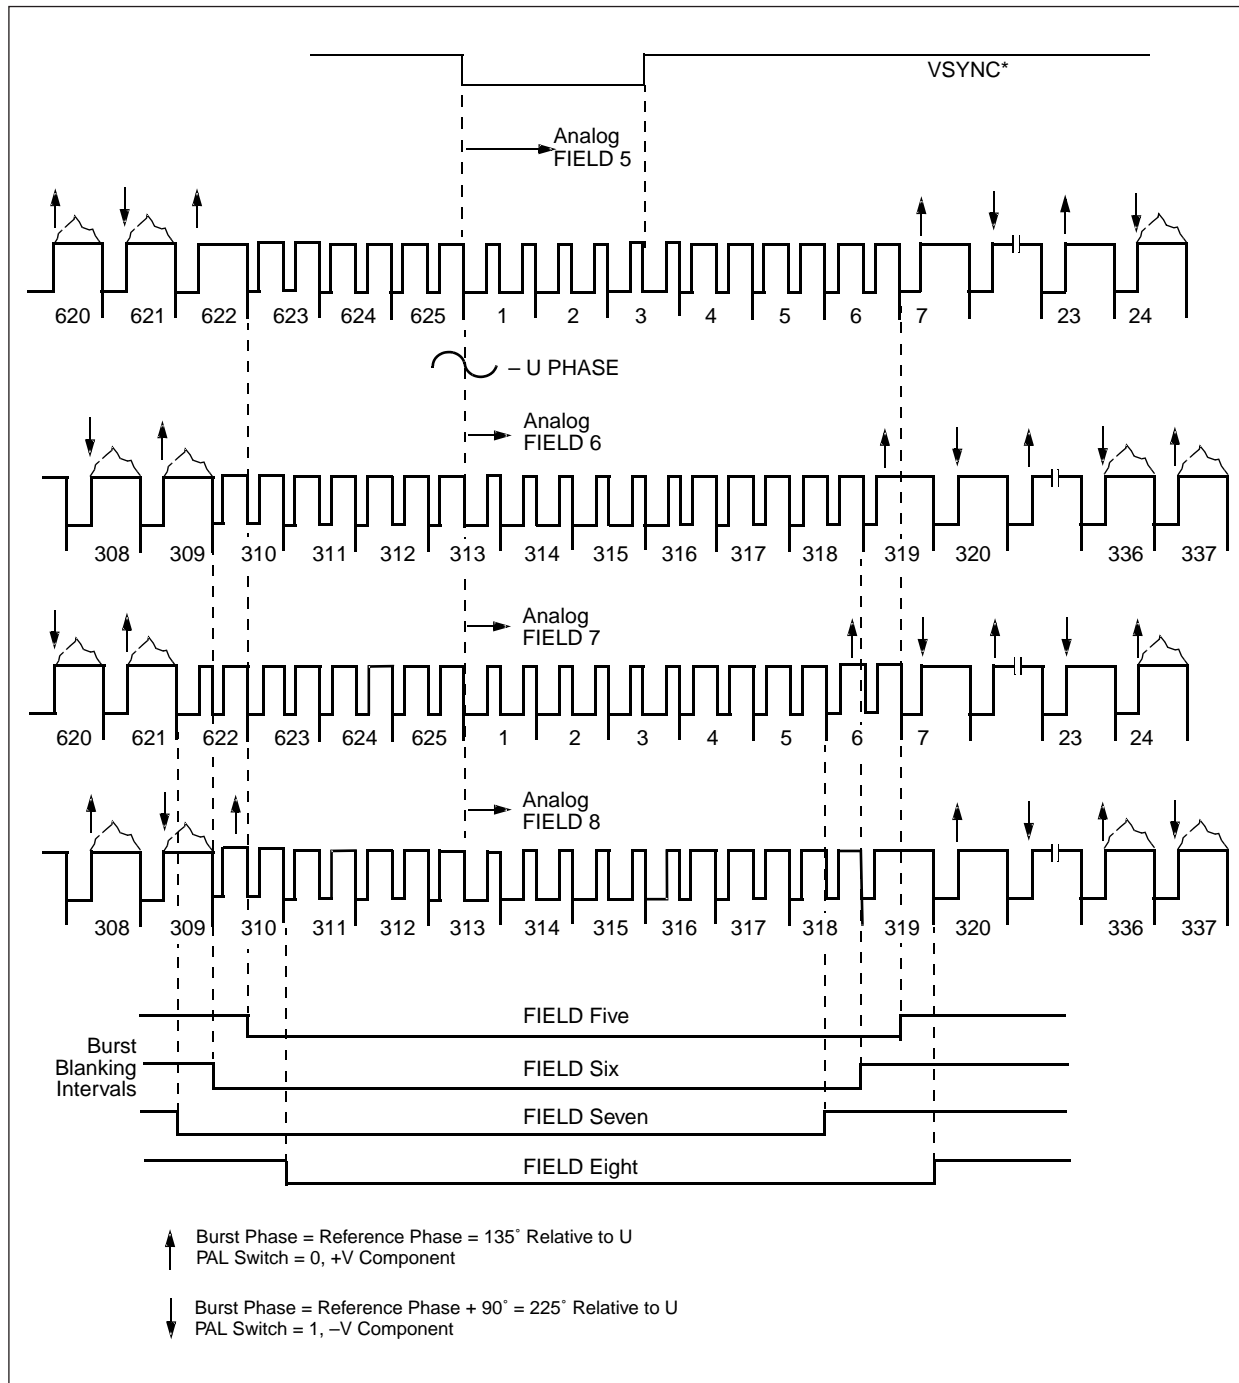 VSYNC*
Analog
FIELD 5
620 621 622 623 624 625 1 2 3 4 5 6 7 23 24
– U PHASE
Analog
FIELD 6
308 309 310 311 312 313 314 315 316 317 318 319 320 336 337
Analog
FIELD 7
620 621 622 623 624 625 1 2 3 4 5 6 7 23 24
Analog
FIELD 8
308 309 310 311 312 313 314 315 316 317 318 319 320 336 337
Burst
Blanking
Intervals
FIELD Five
FIELD Six
FIELD Seven
FIELD Eight
Burst Phase = Reference Phase = 135° Relative to U
PAL Switch = 0, +V Component
Burst Phase = Reference Phase + 90° = 225° Relative to U
PAL Switch = 1, –V Component